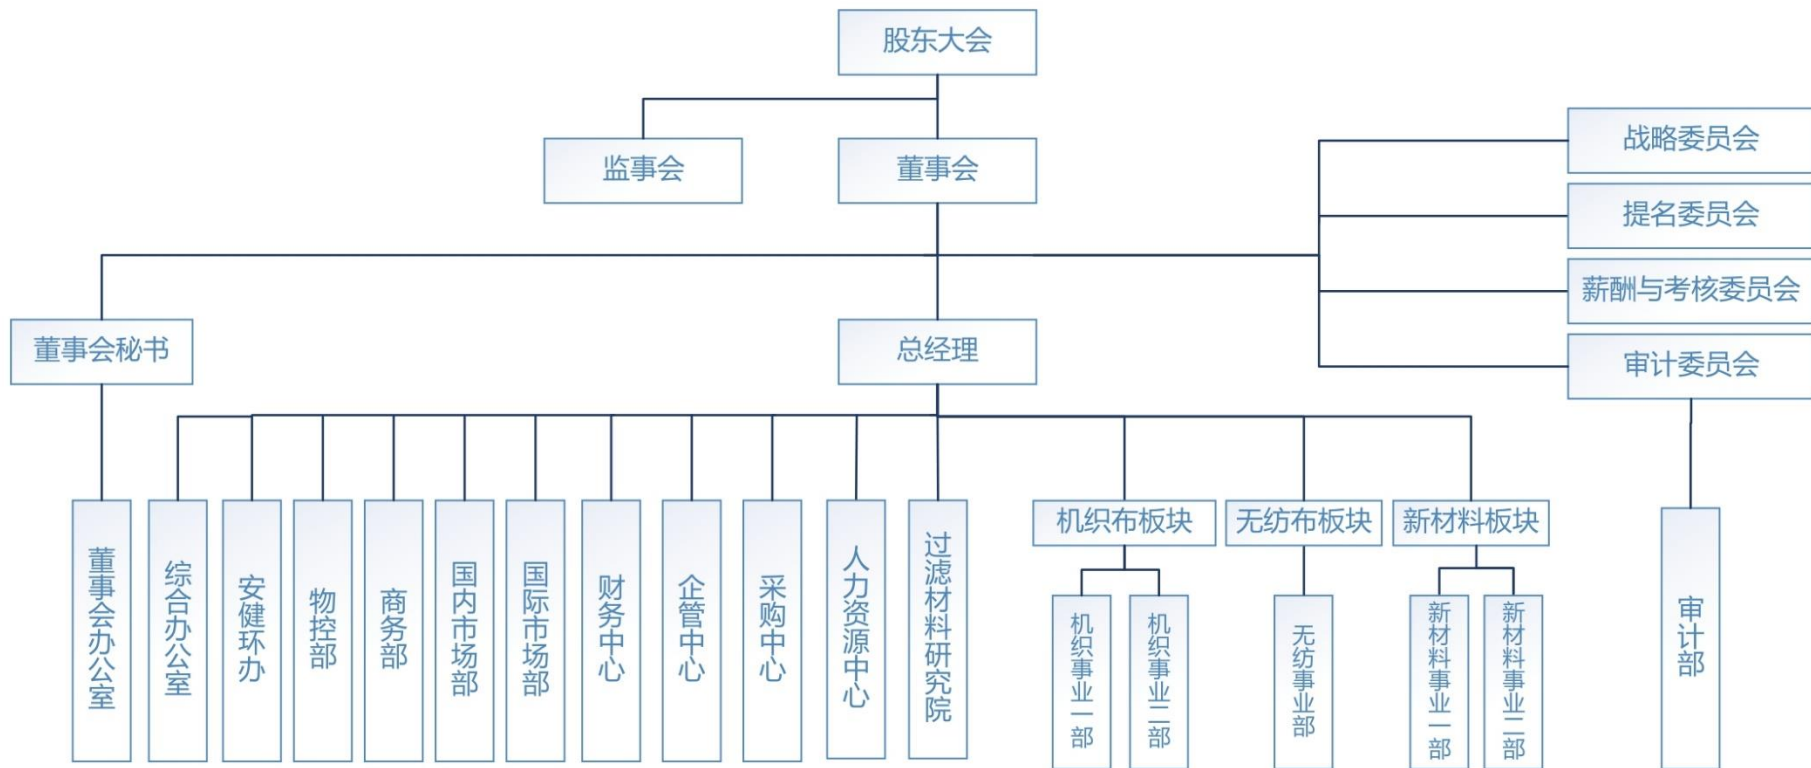 股东大会
监事会
董事会
战略委员会
提名委员会
薪酬与考核委员会
审计委员会
董事会秘书
总经理
董事会办公室
综合办公室
安健环办
物控部
商务部
国内市场部
国际市场部
财务中心
企管中心
采购中心
人力资源中心
过滤材料研究院
机织布板块
无纺布板块
新材料板块
机织事业一部
机织事业二部
无纺事业部
新材料事业一部
新材料事业二部
审计部